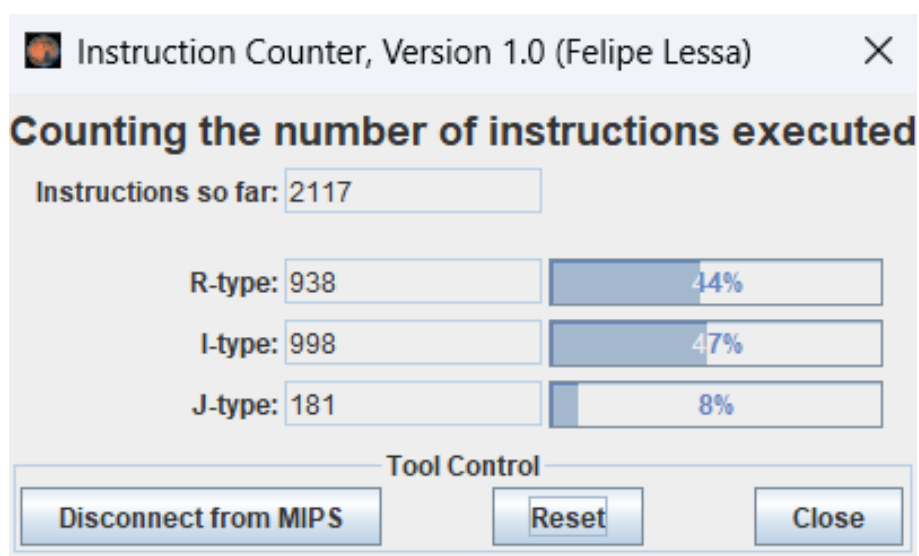 Instruction Counter, Version 1.0 (Felipe Lessa)
Counting the number of instructions executed
Instructions so far: 2117
R-type: 938 44%
I-type: 998 47%
J-type: 181 8%
Tool Control
Disconnect from MIPS Reset Close